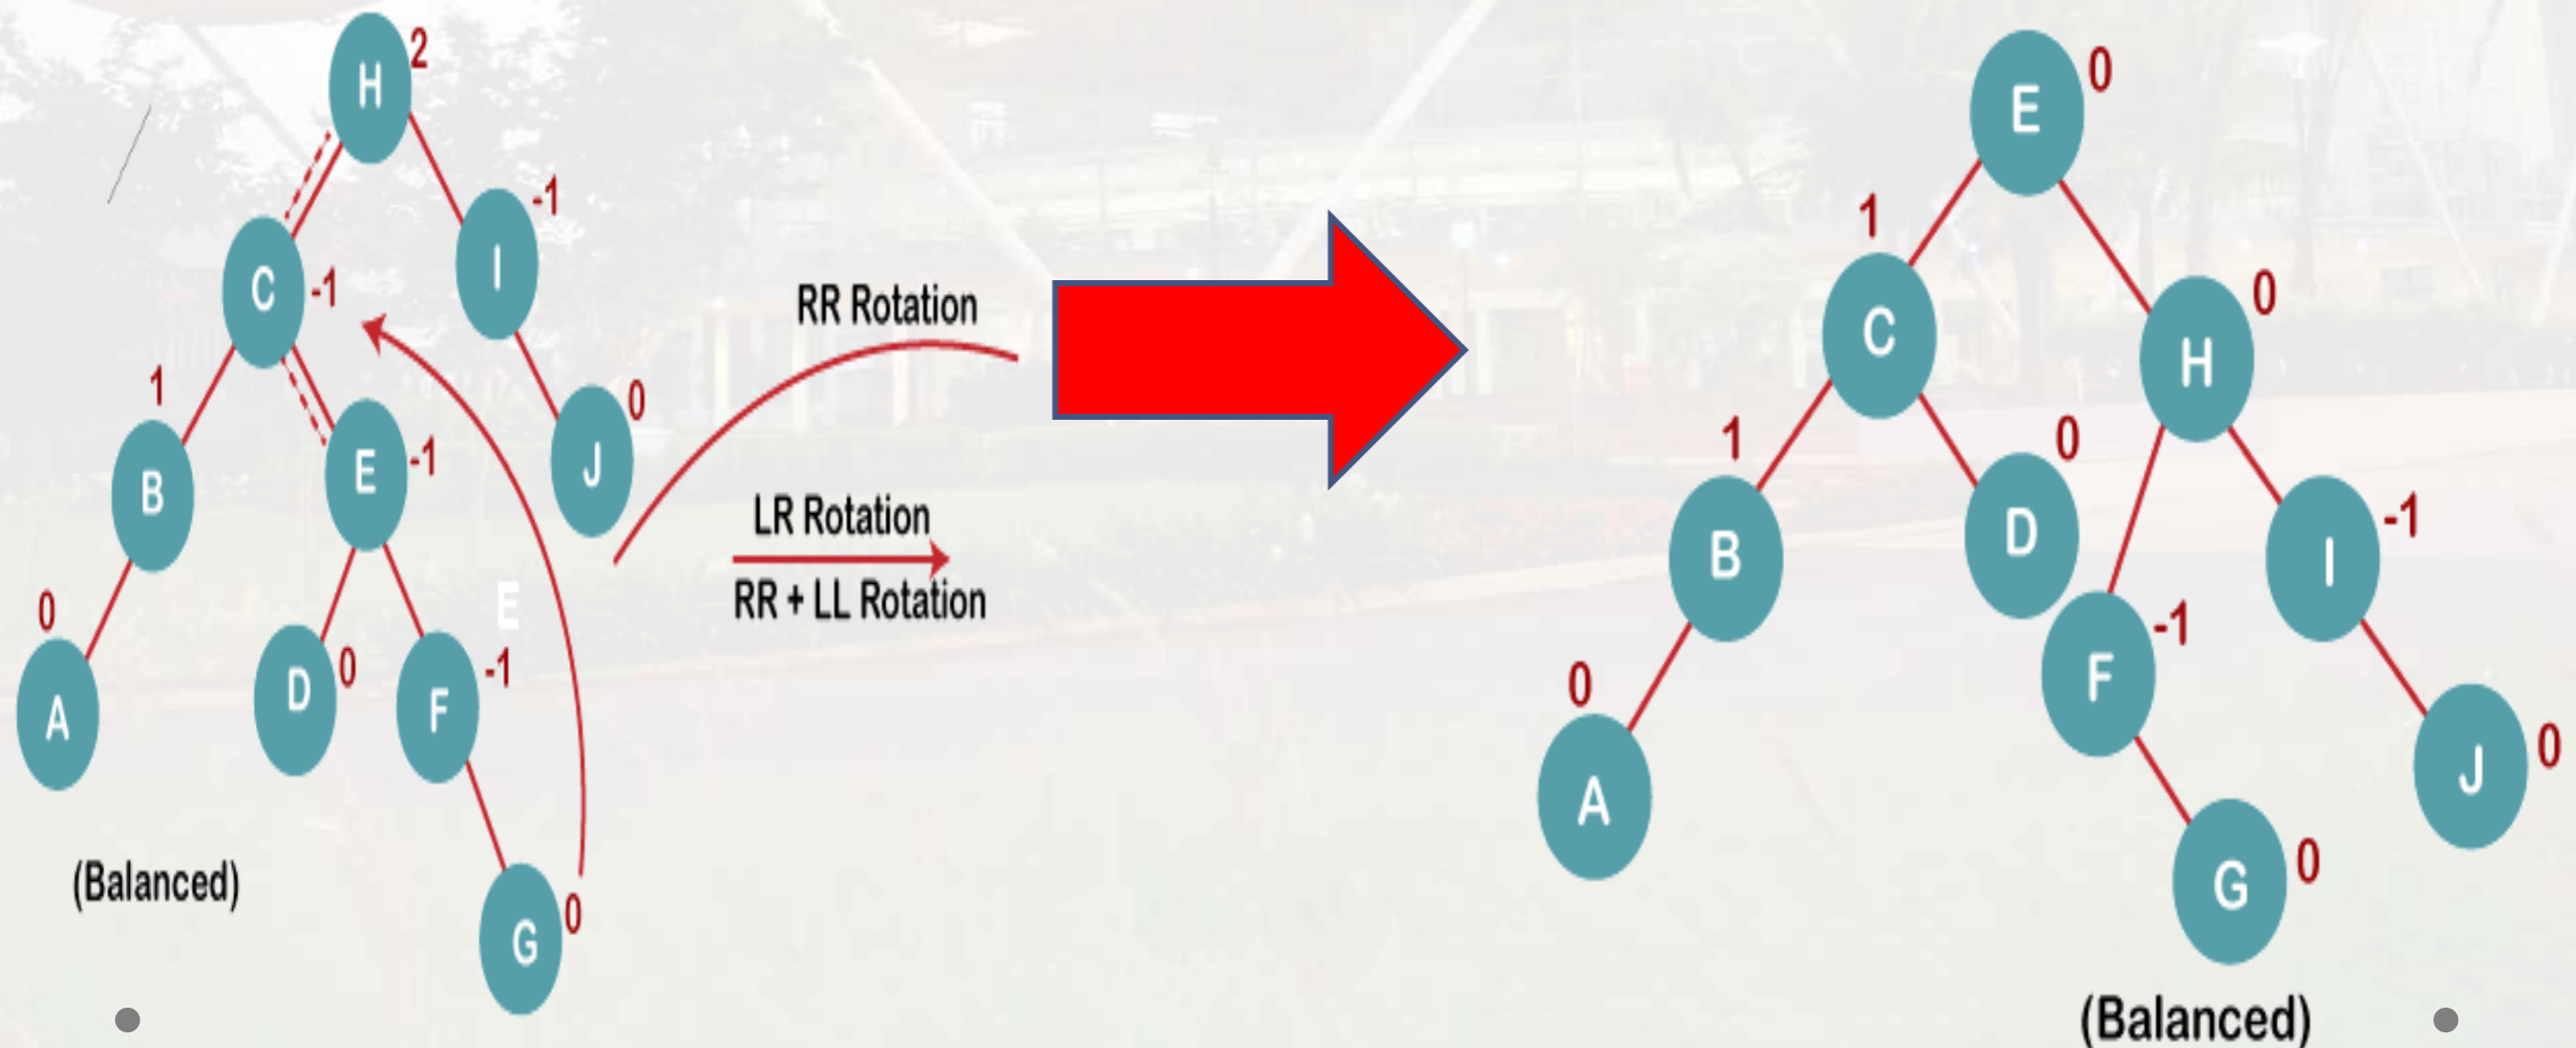 H 2
C -1
I -1
B 1
E -1
J 0
A 0
D 0
F -1
E
G 0
(Balanced)
RR Rotation
LR Rotation
RR + LL Rotation
E 0
C 1
H 0
B 1
D 0
I -1
F -1
A 0
J 0
G 0
(Balanced)